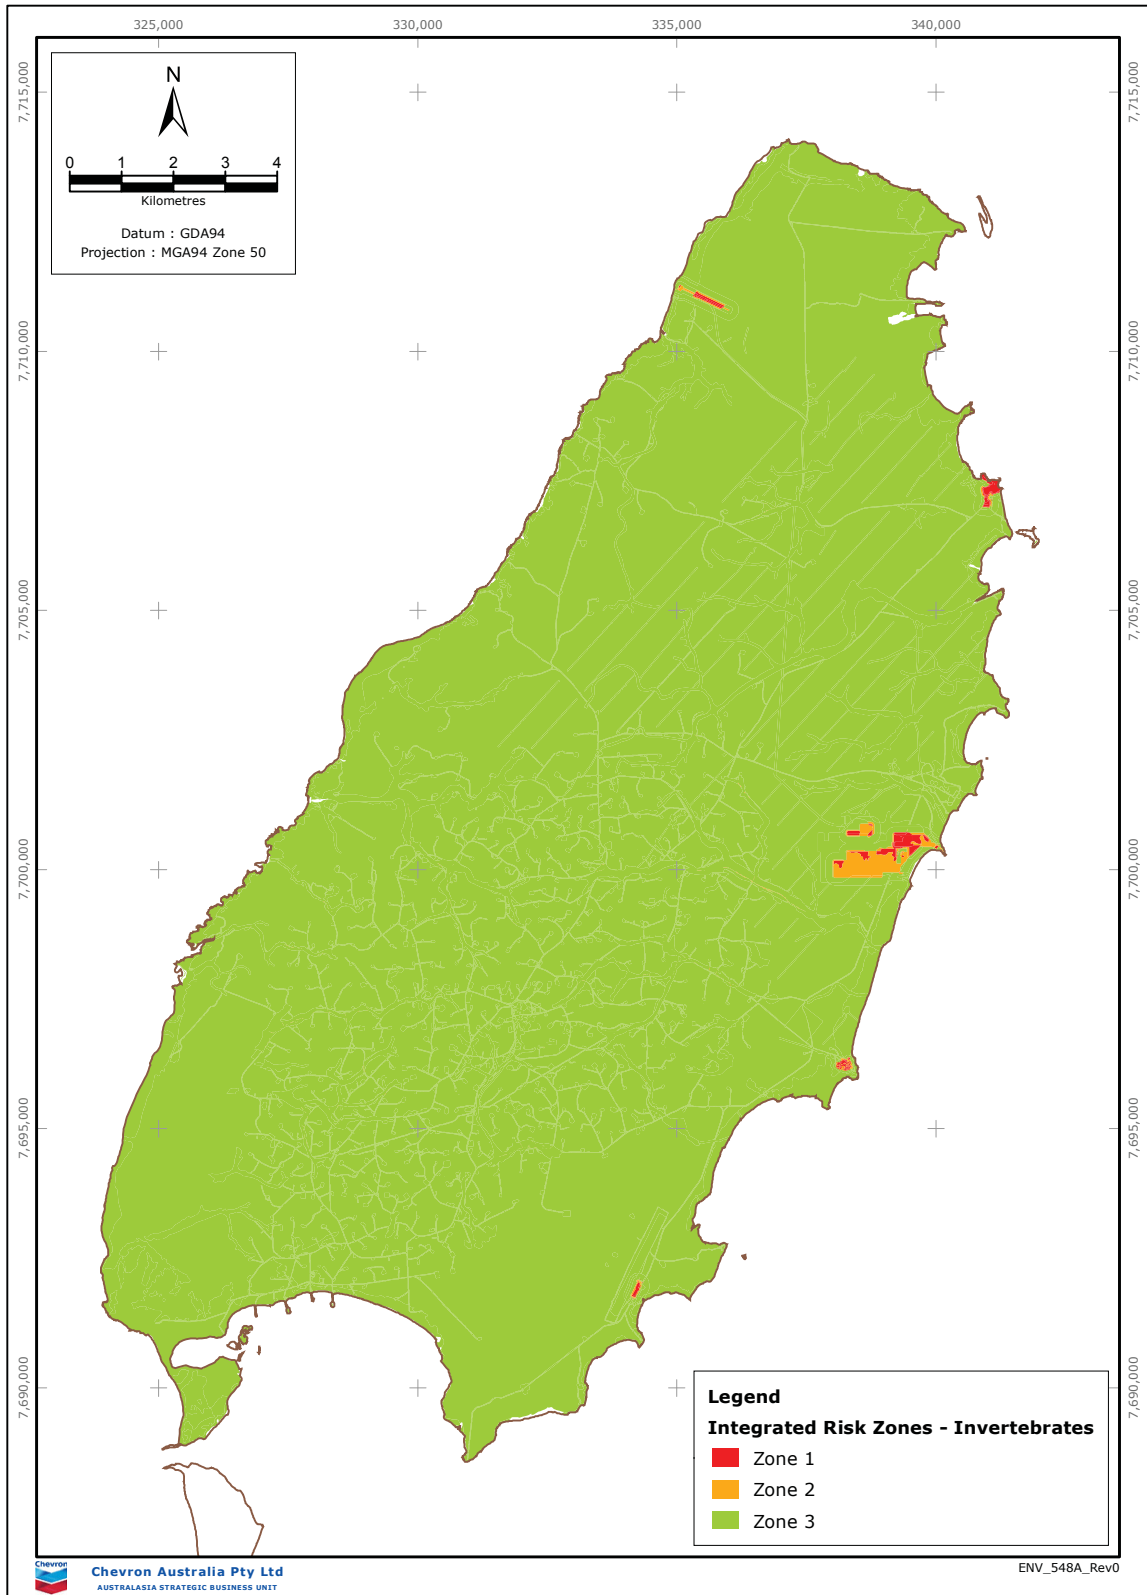 325,000 330,000 335,000 340,000
7,715,000 7,715,000
N
0 1 2 3 4
Kilometres
Datum : GDA94
Projection : MGA94 Zone 50
7,710,000 7,710,000
7,705,000 7,705,000
7,700,000 7,700,000
7,695,000 7,695,000
7,690,000 7,690,000
Legend
Integrated Risk Zones - Invertebrates
Zone 1
Zone 2
Zone 3
Chevron
Chevron Australia Pty Ltd
AUSTRALASIA STRATEGIC BUSINESS UNIT
ENV_548A_Rev0